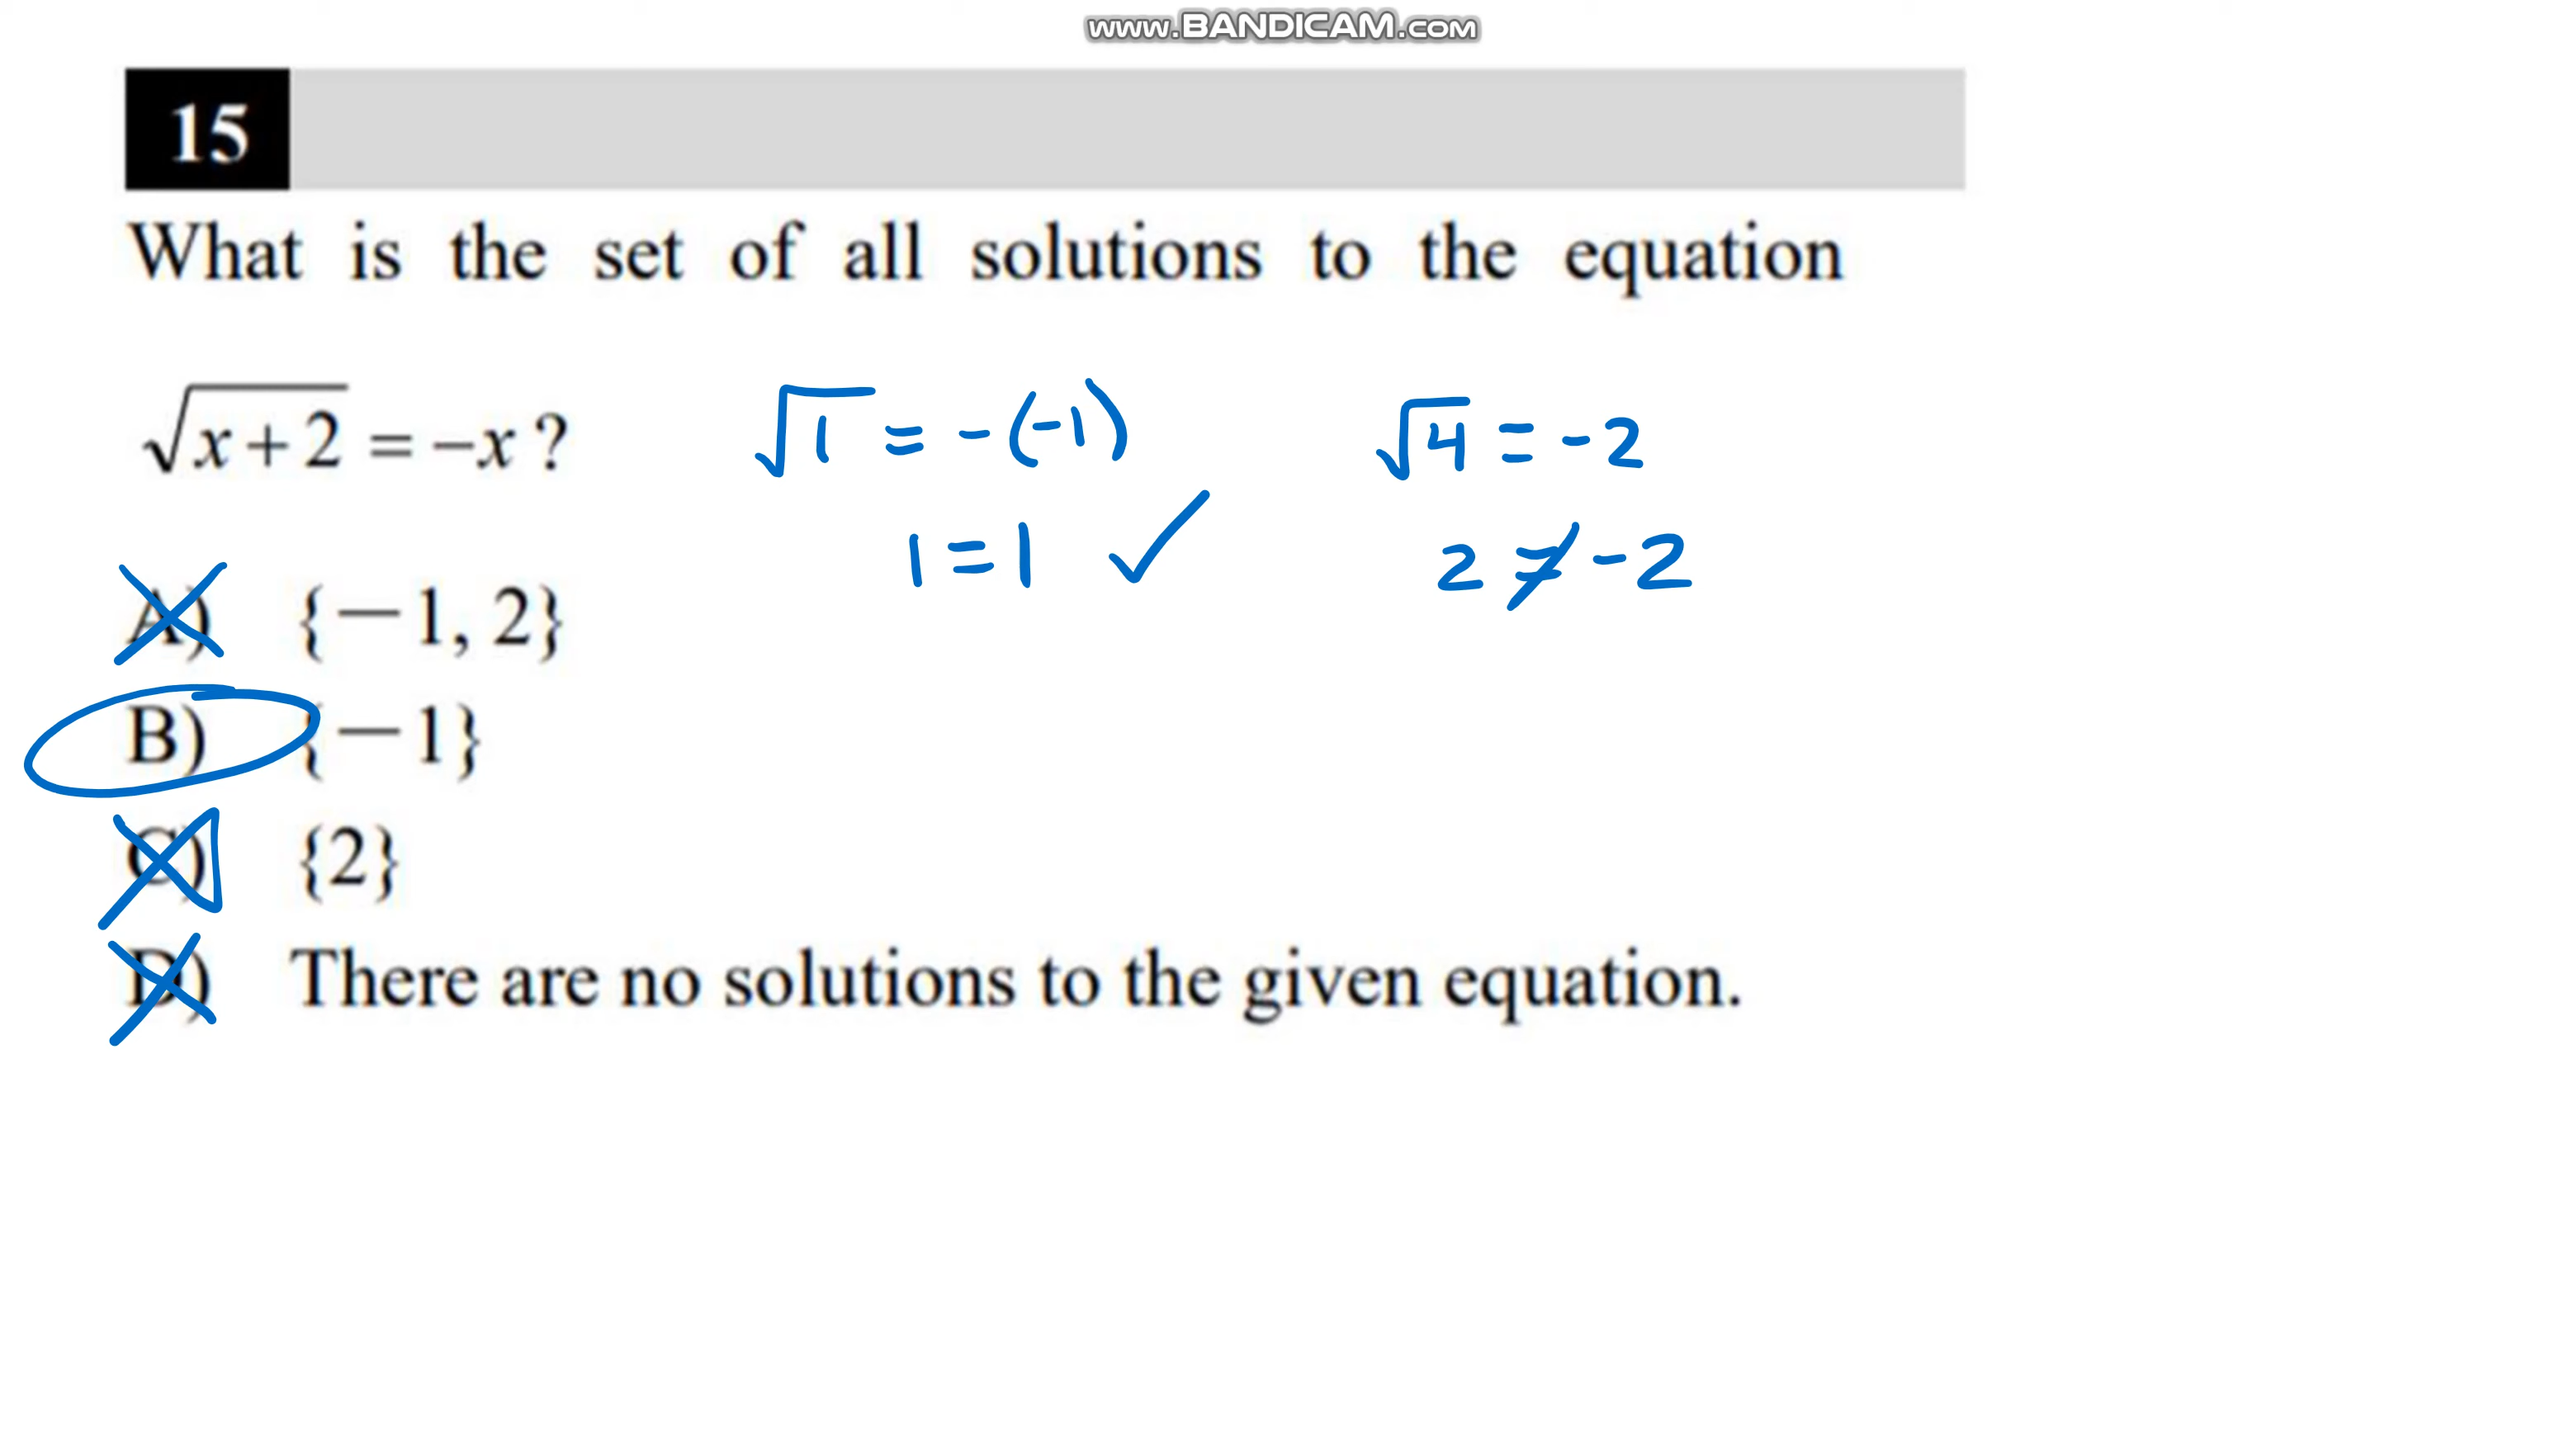 www.BANDICAM.com
15
What is the set of all solutions to the equation
√x+2 = −x ?
√1 = -(-1)
√4 = -2
1 = 1 ✓
2 ≠ -2
A) {−1, 2}
B) {−1}
C) {2}
D) There are no solutions to the given equation.